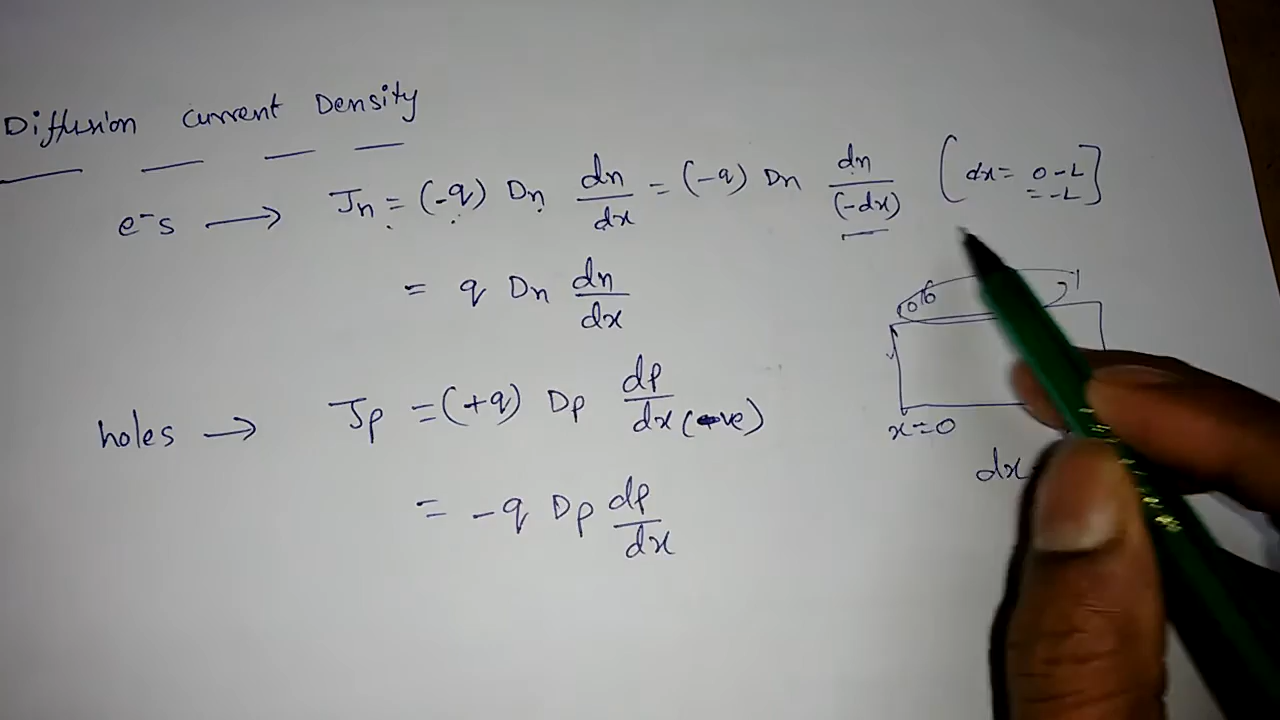 Diffusion Current Density
e⁻s → Jn = (-q) Dn dn/dx = (-q) Dn dn/(-dx) [dx = 0-L = -L]
= q Dn dn/dx
holes → Jp = (+q) Dp dp/dx (-ve)
= -q Dp dp/dx
x=0
dx